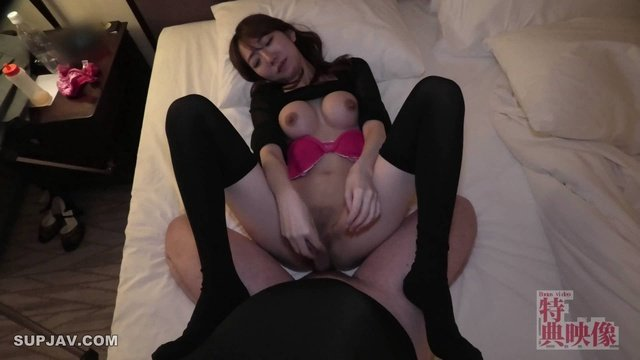 Bonus video
特
典映像
SUPJAV.COM